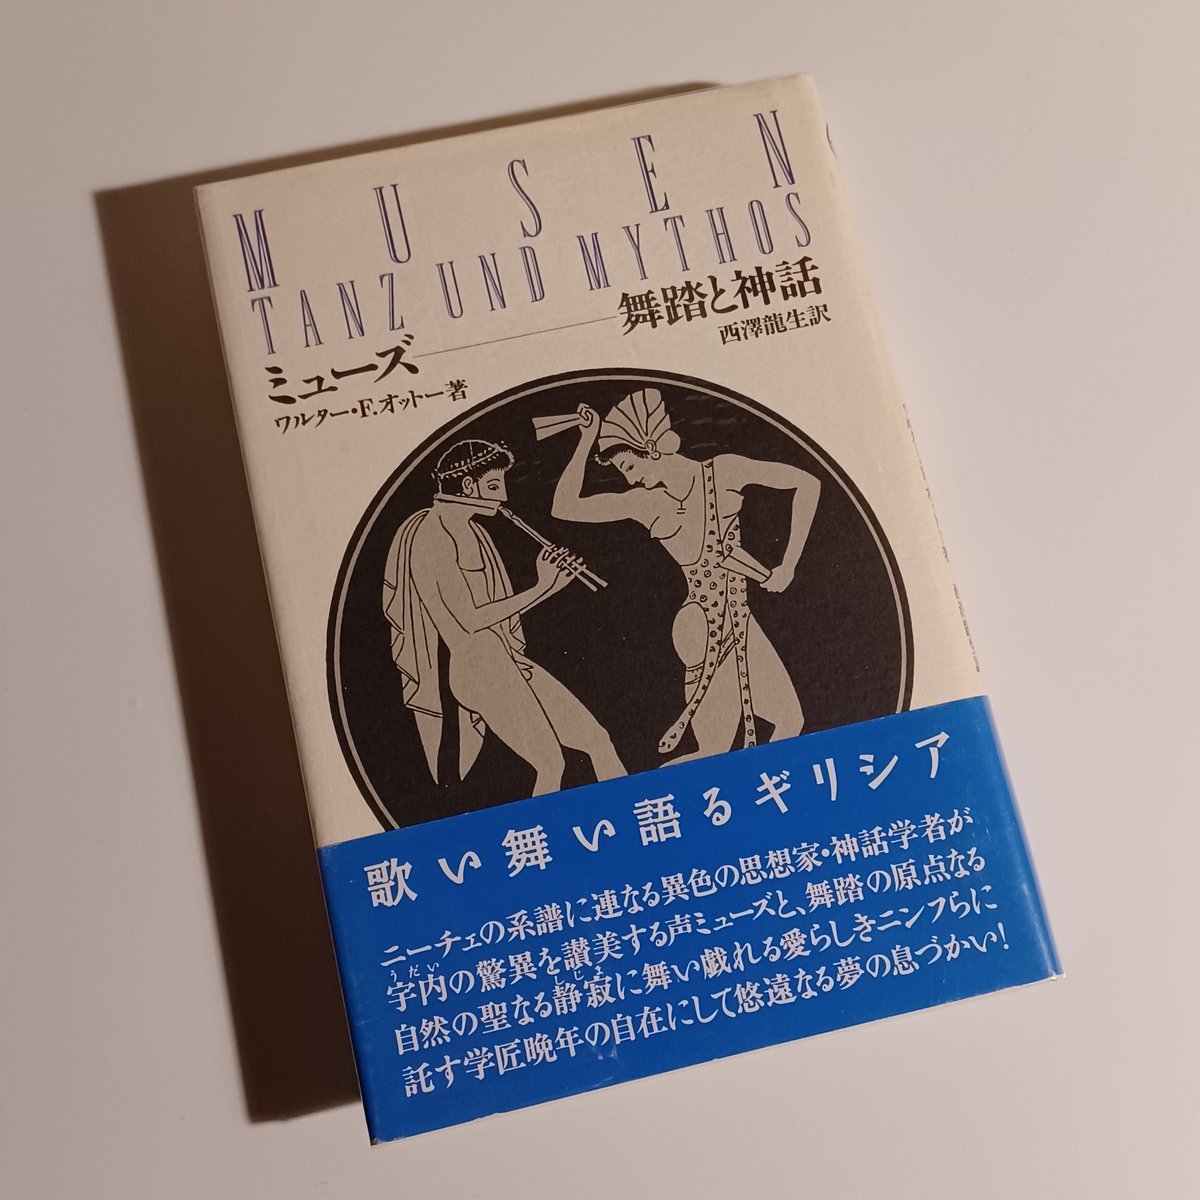 MUSEN
TANZ UND MYTHOS
ミューズ――舞踏と神話
ワルター・F.オットー著
西澤龍生訳
歌い舞い語るギリシア
ニーチェの系譜に連なる異色の思想家・神話学者が
うだい
宇内の驚異を讃美する声ミューズと、舞踏の原点なる
しじま
自然の聖なる静寂に舞い戯れる愛らしきニンフらに
託す学匠晩年の自在にして悠遠なる夢の息づかい!